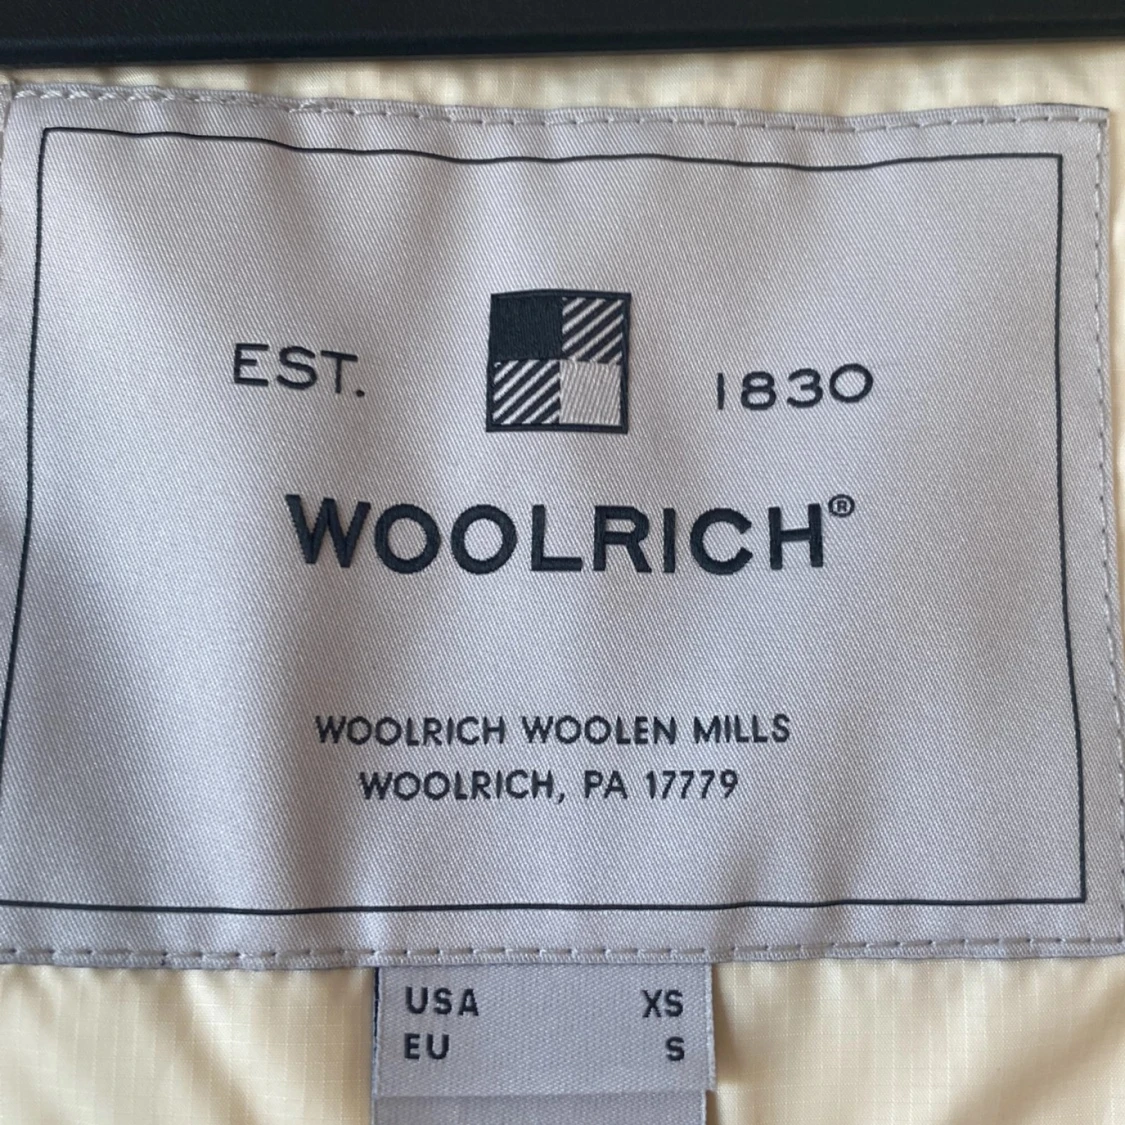 EST. 1830
WOOLRICH®
WOOLRICH WOOLEN MILLS
WOOLRICH, PA 17779
USA XS
EU S